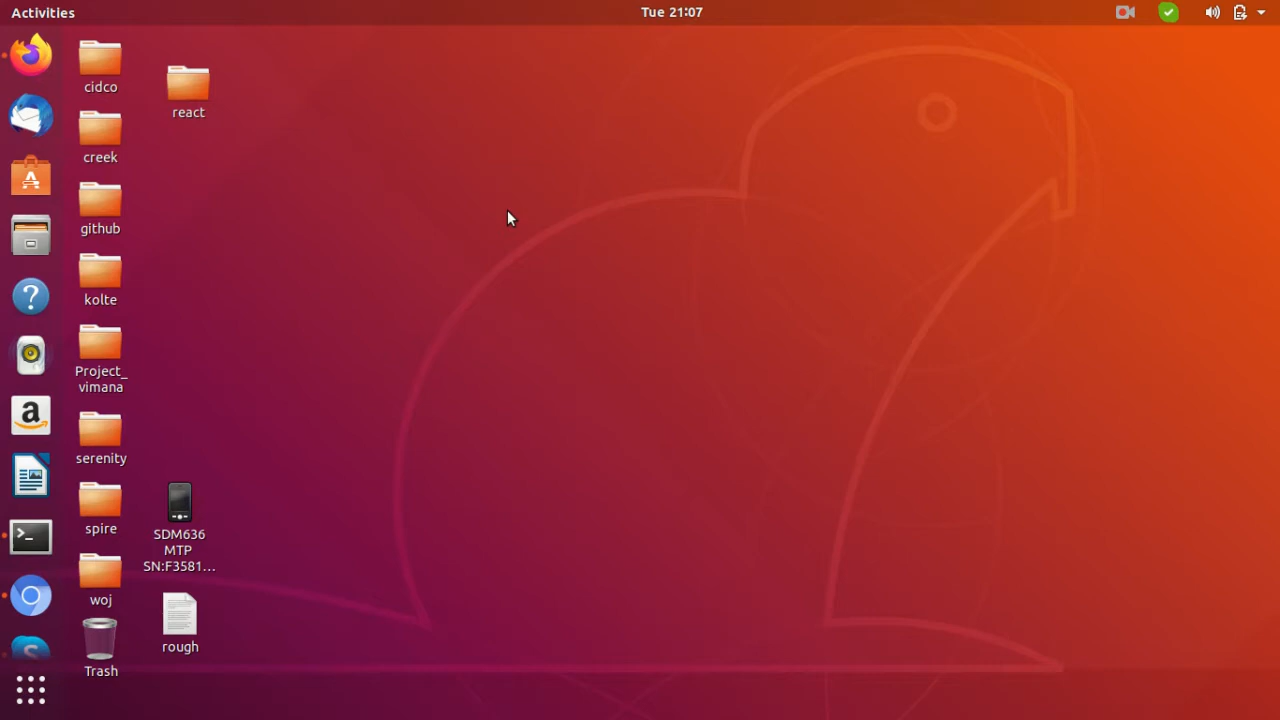 Activities
Tue 21:07
cidco
react
creek
github
kolte
Project_
vimana
serenity
spire
SDM636
MTP
SN:F3581...
woj
rough
Trash